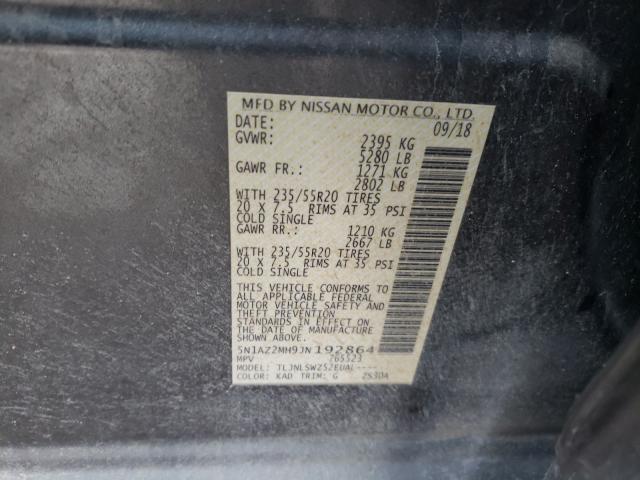 MFD BY NISSAN MOTOR CO., LTD.
DATE: 09/18
GVWR: 2395 KG
5280 LB
GAWR FR.: 1271 KG
2802 LB
WITH 235/55R20 TIRES
20 X 7.5 RIMS AT 35 PSI
COLD SINGLE
GAWR RR.: 1210 KG
2667 LB
WITH 235/55R20 TIRES
20 X 7.5 RIMS AT 35 PSI
COLD SINGLE
THIS VEHICLE CONFORMS TO
ALL APPLICABLE FEDERAL
MOTOR VEHICLE SAFETY AND
THEFT PREVENTION
STANDARDS IN EFFECT ON
THE DATE OF MANUFACTURE
SHOWN ABOVE.
5N1AZ2MH9JN192864
MPV 765523
MODEL: TLJNLSWZ52EUAL----
COLOR: KAD TRIM: G ZS3DA